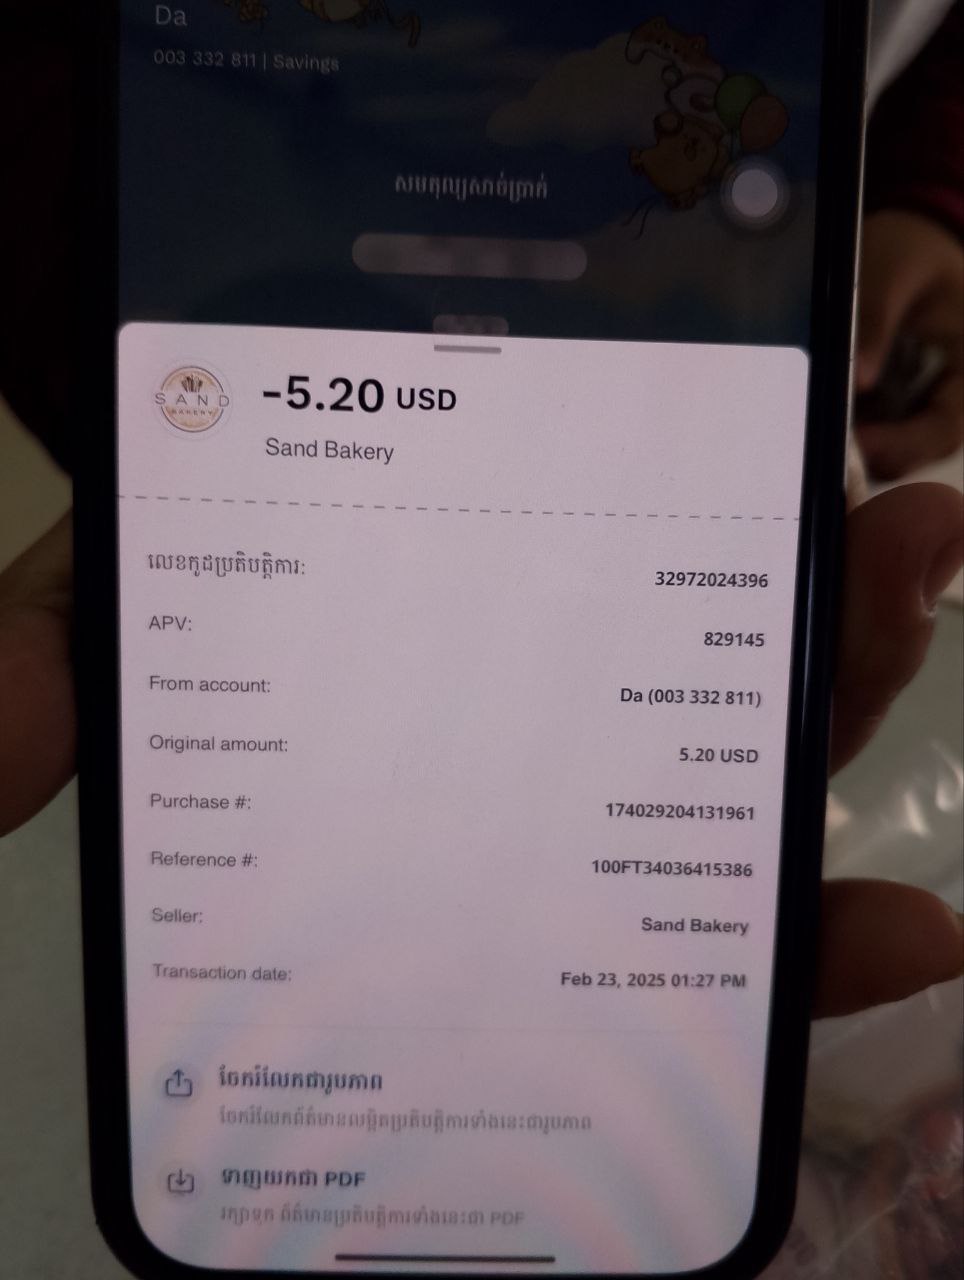 Da
003 332 811 | Savings
សមតុល្យសាច់ប្រាក់
SAND
BAKERY
-5.20 USD
Sand Bakery
លេខកូដប្រតិបត្តិការ:
32972024396
APV:
829145
From account:
Da (003 332 811)
Original amount:
5.20 USD
Purchase #:
174029204131961
Reference #:
100FT34036415386
Seller:
Sand Bakery
Transaction date:
Feb 23, 2025 01:27 PM
ចែករំលែកជារូបភាព
ចែករំលែកព័ត៌មានលម្អិតប្រតិបត្តិការទាំងនេះជារូបភាព
ទាញយកជា PDF
រក្សាទុក ព័ត៌មានប្រតិបត្តិការទាំងនេះជា PDF